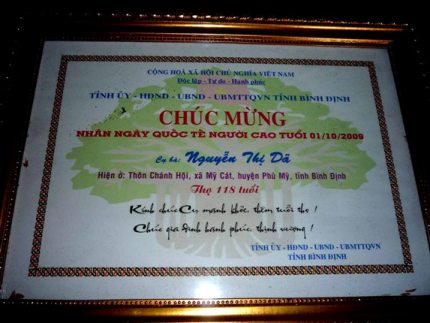 CỘNG HOÀ XÃ HỘI CHỦ NGHĨA VIỆT NAM
Độc lập - Tự do - Hạnh phúc
TỈNH ỦY - HĐND - UBND - UBMTTQVN TỈNH BÌNH ĐỊNH
CHÚC MỪNG
NHÂN NGÀY QUỐC TẾ NGƯỜI CAO TUỔI 01/10/2009
Cụ bà: Nguyễn Thị Dã
Hiện ở: Thôn Chánh Hội, xã Mỹ Cát, huyện Phù Mỹ, tỉnh Bình Định
Thọ 118 tuổi
Kính chúc Cụ mạnh khỏe, thêm tuổi thọ !
Chúc gia đình hạnh phúc, thịnh vượng !
TỈNH ỦY - HĐND - UBND - UBMTTQVN
TỈNH BÌNH ĐỊNH